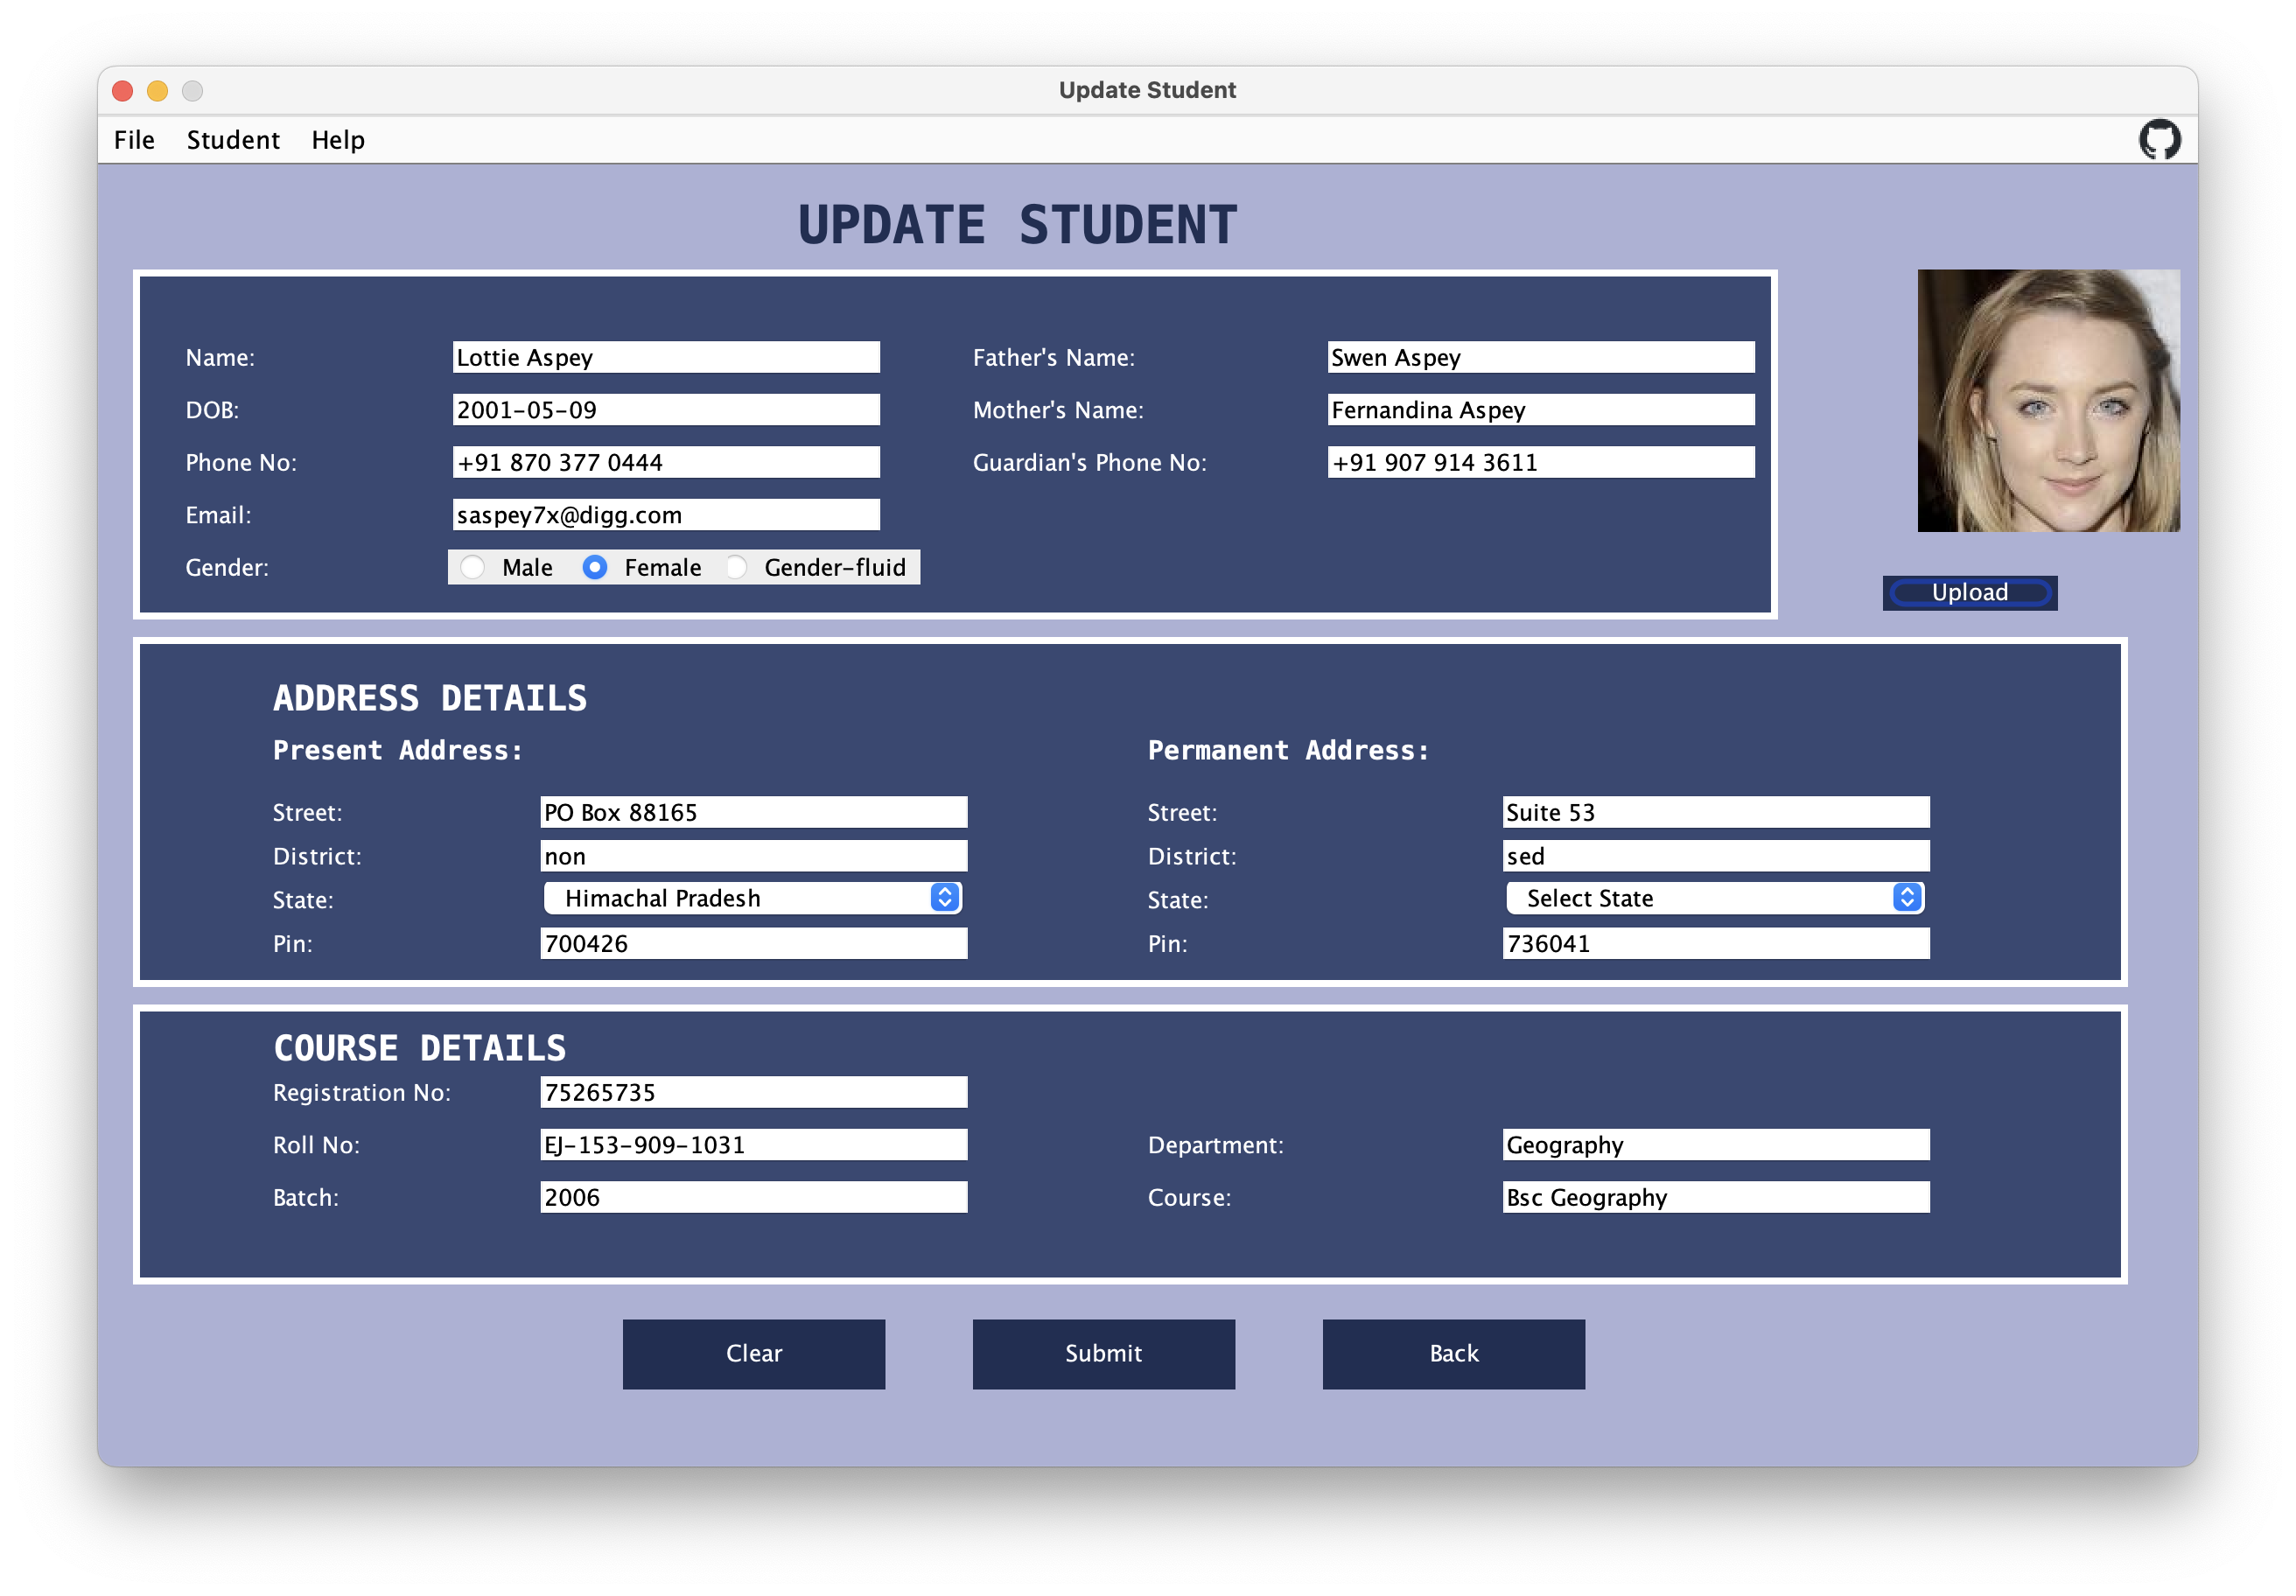 Update Student
File Student Help
UPDATE STUDENT
Name: Lottie Aspey Father's Name: Swen Aspey
DOB: 2001-05-09 Mother's Name: Fernandina Aspey
Phone No: +91 870 377 0444 Guardian's Phone No: +91 907 914 3611
Email: saspey7x@digg.com
Gender: Male Female Gender-fluid
Upload
ADDRESS DETAILS
Present Address: Permanent Address:
Street: PO Box 88165 Street: Suite 53
District: non District: sed
State: Himachal Pradesh State: Select State
Pin: 700426 Pin: 736041
COURSE DETAILS
Registration No: 75265735
Roll No: EJ-153-909-1031 Department: Geography
Batch: 2006 Course: Bsc Geography
Clear Submit Back